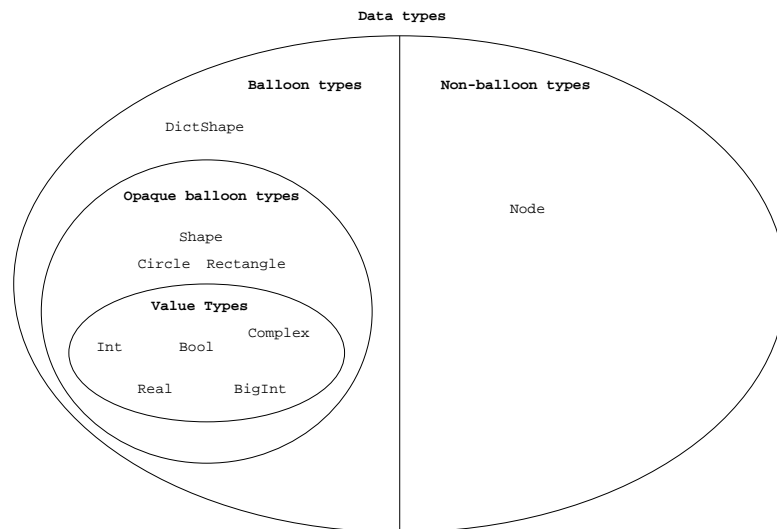 Data types
Balloon types
Non-balloon types
DictShape
Opaque balloon types
Node
Shape
Circle Rectangle
Value Types
Int Bool Complex
Real BigInt